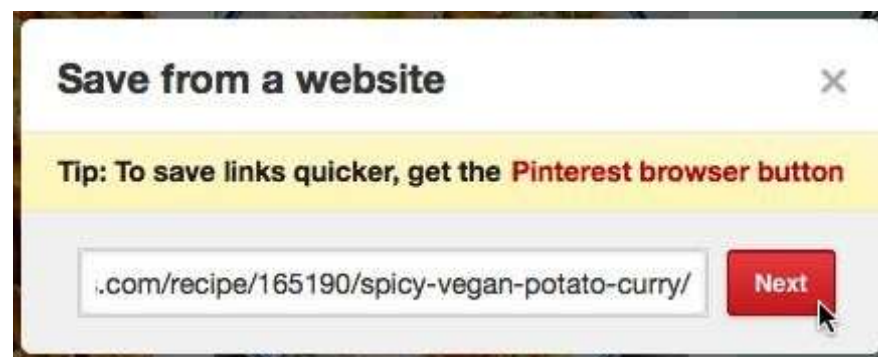 Save from a website
Tip: To save links quicker, get the Pinterest browser button
.com/recipe/165190/spicy-vegan-potato-curry/
Next